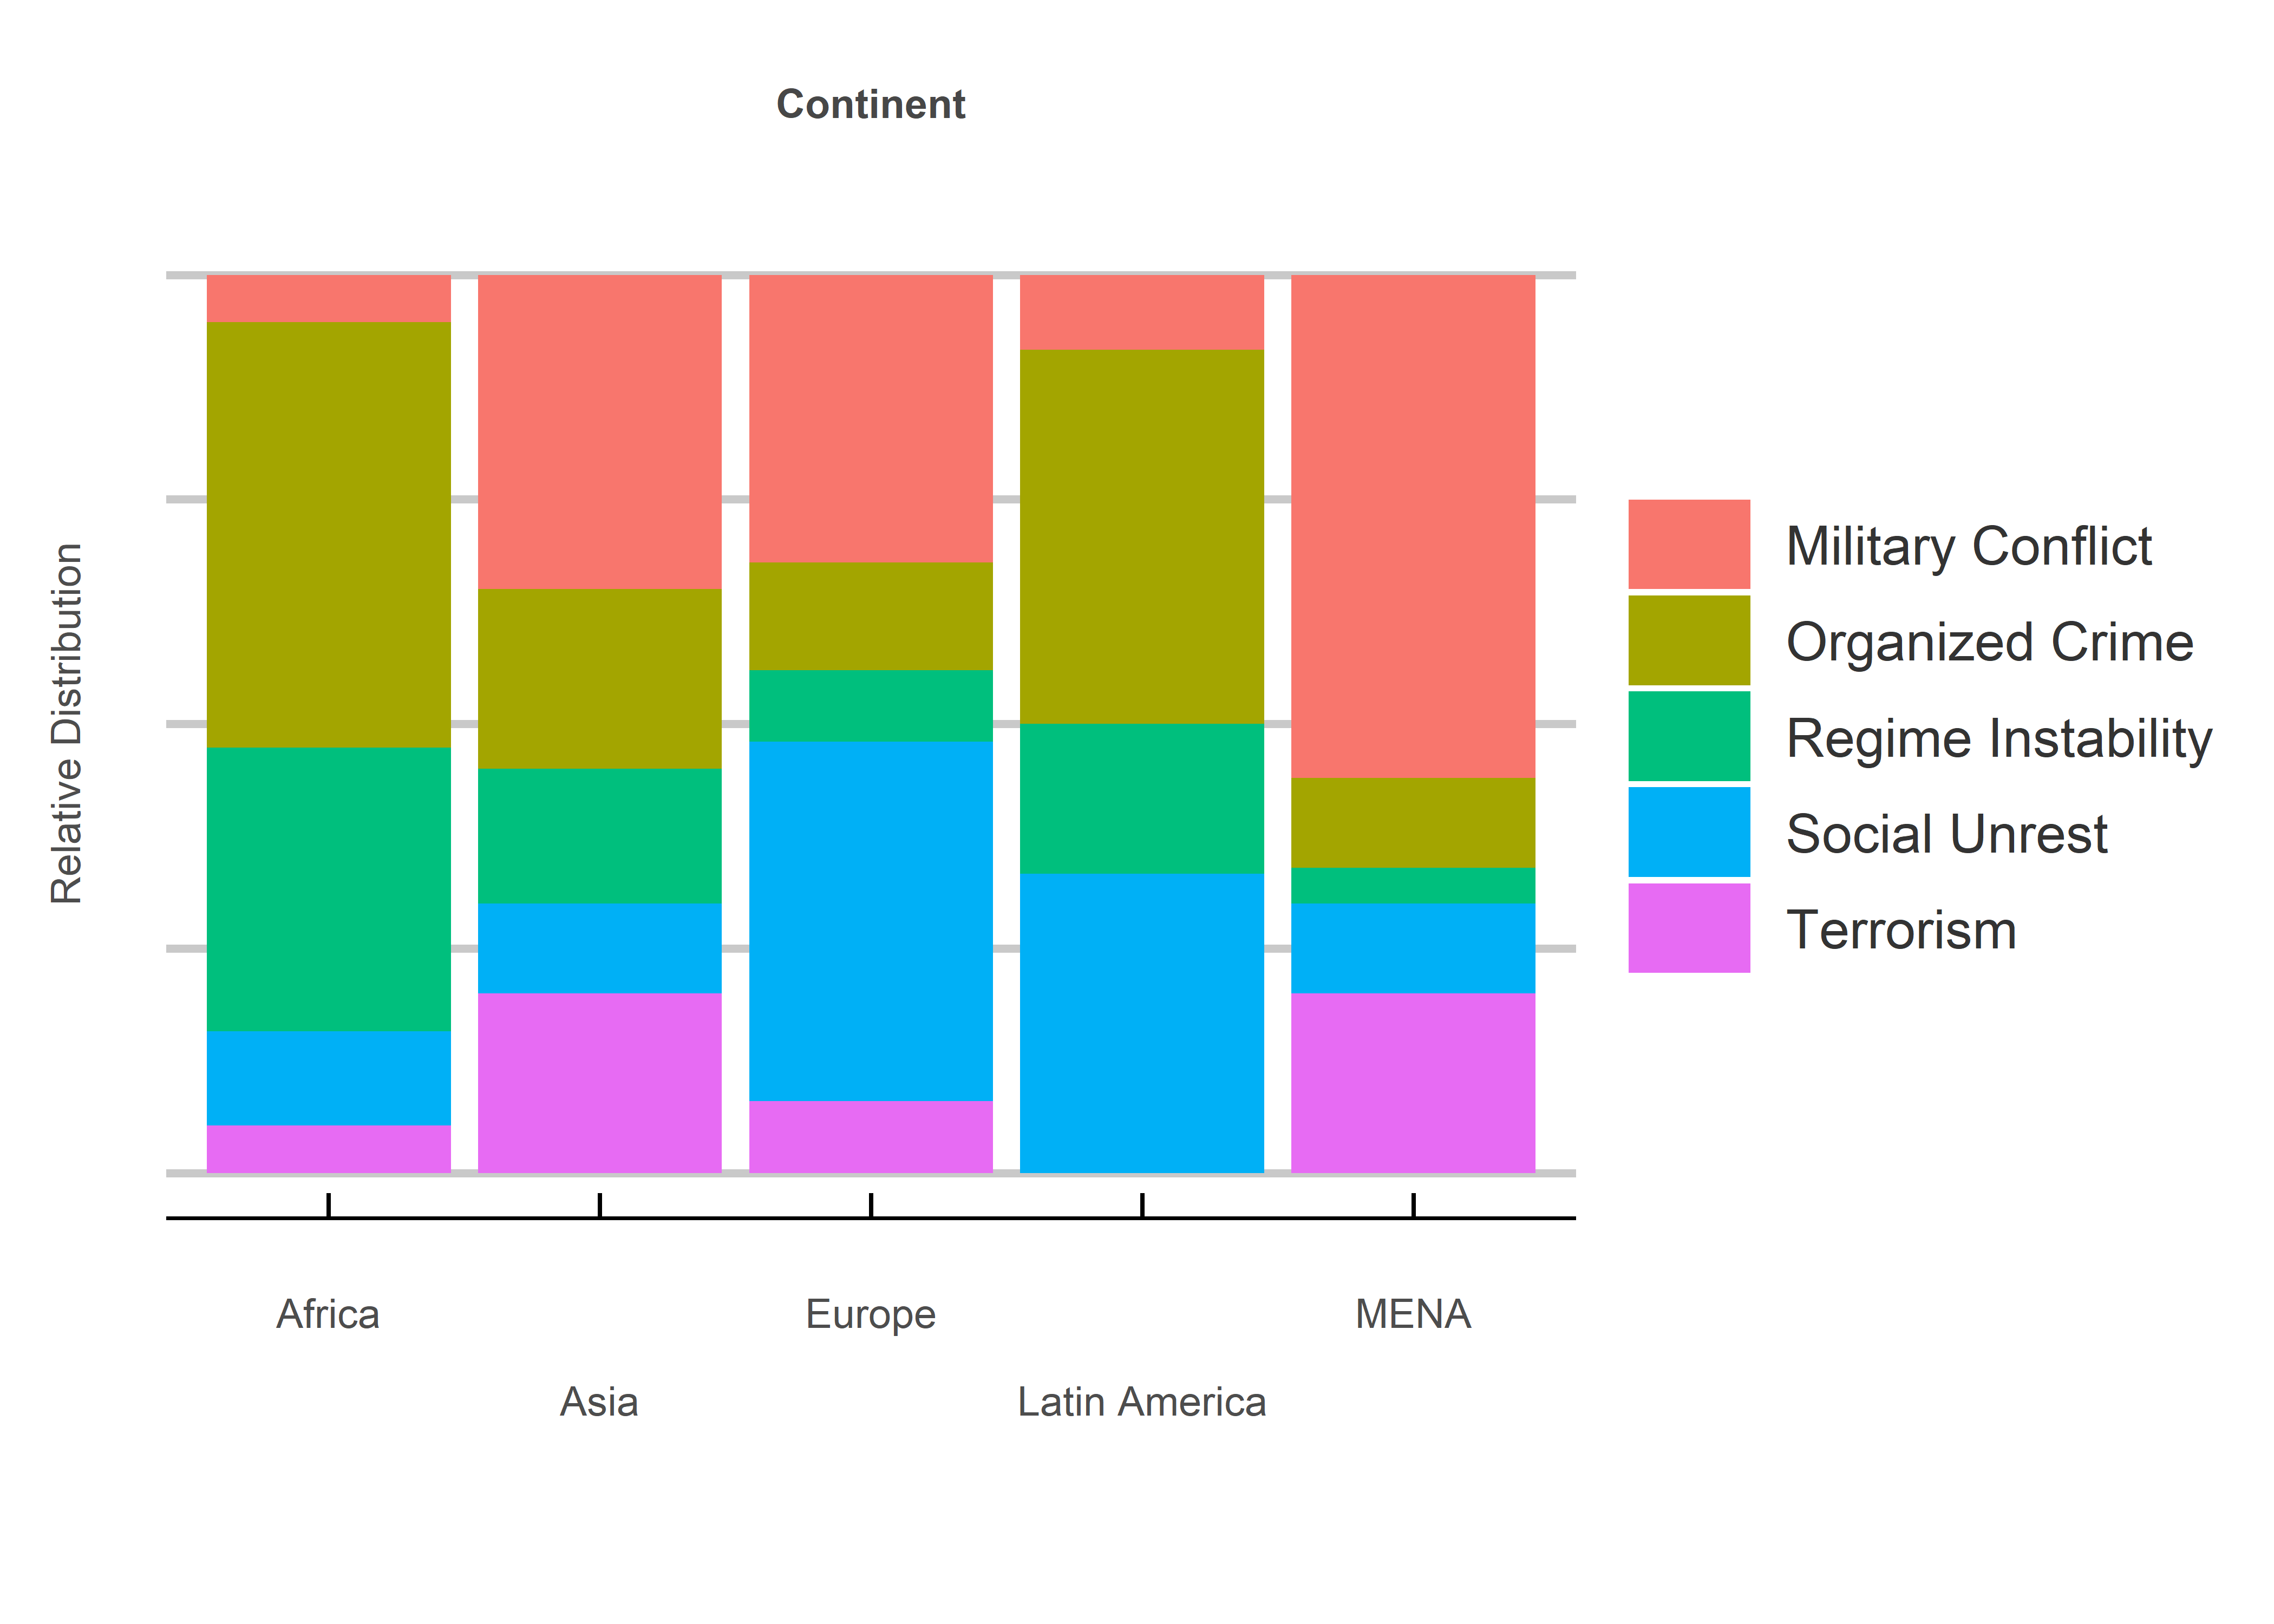 Continent
Relative Distribution
Military Conflict
Organized Crime
Regime Instability
Social Unrest
Terrorism
Africa
Europe
MENA
Asia
Latin America